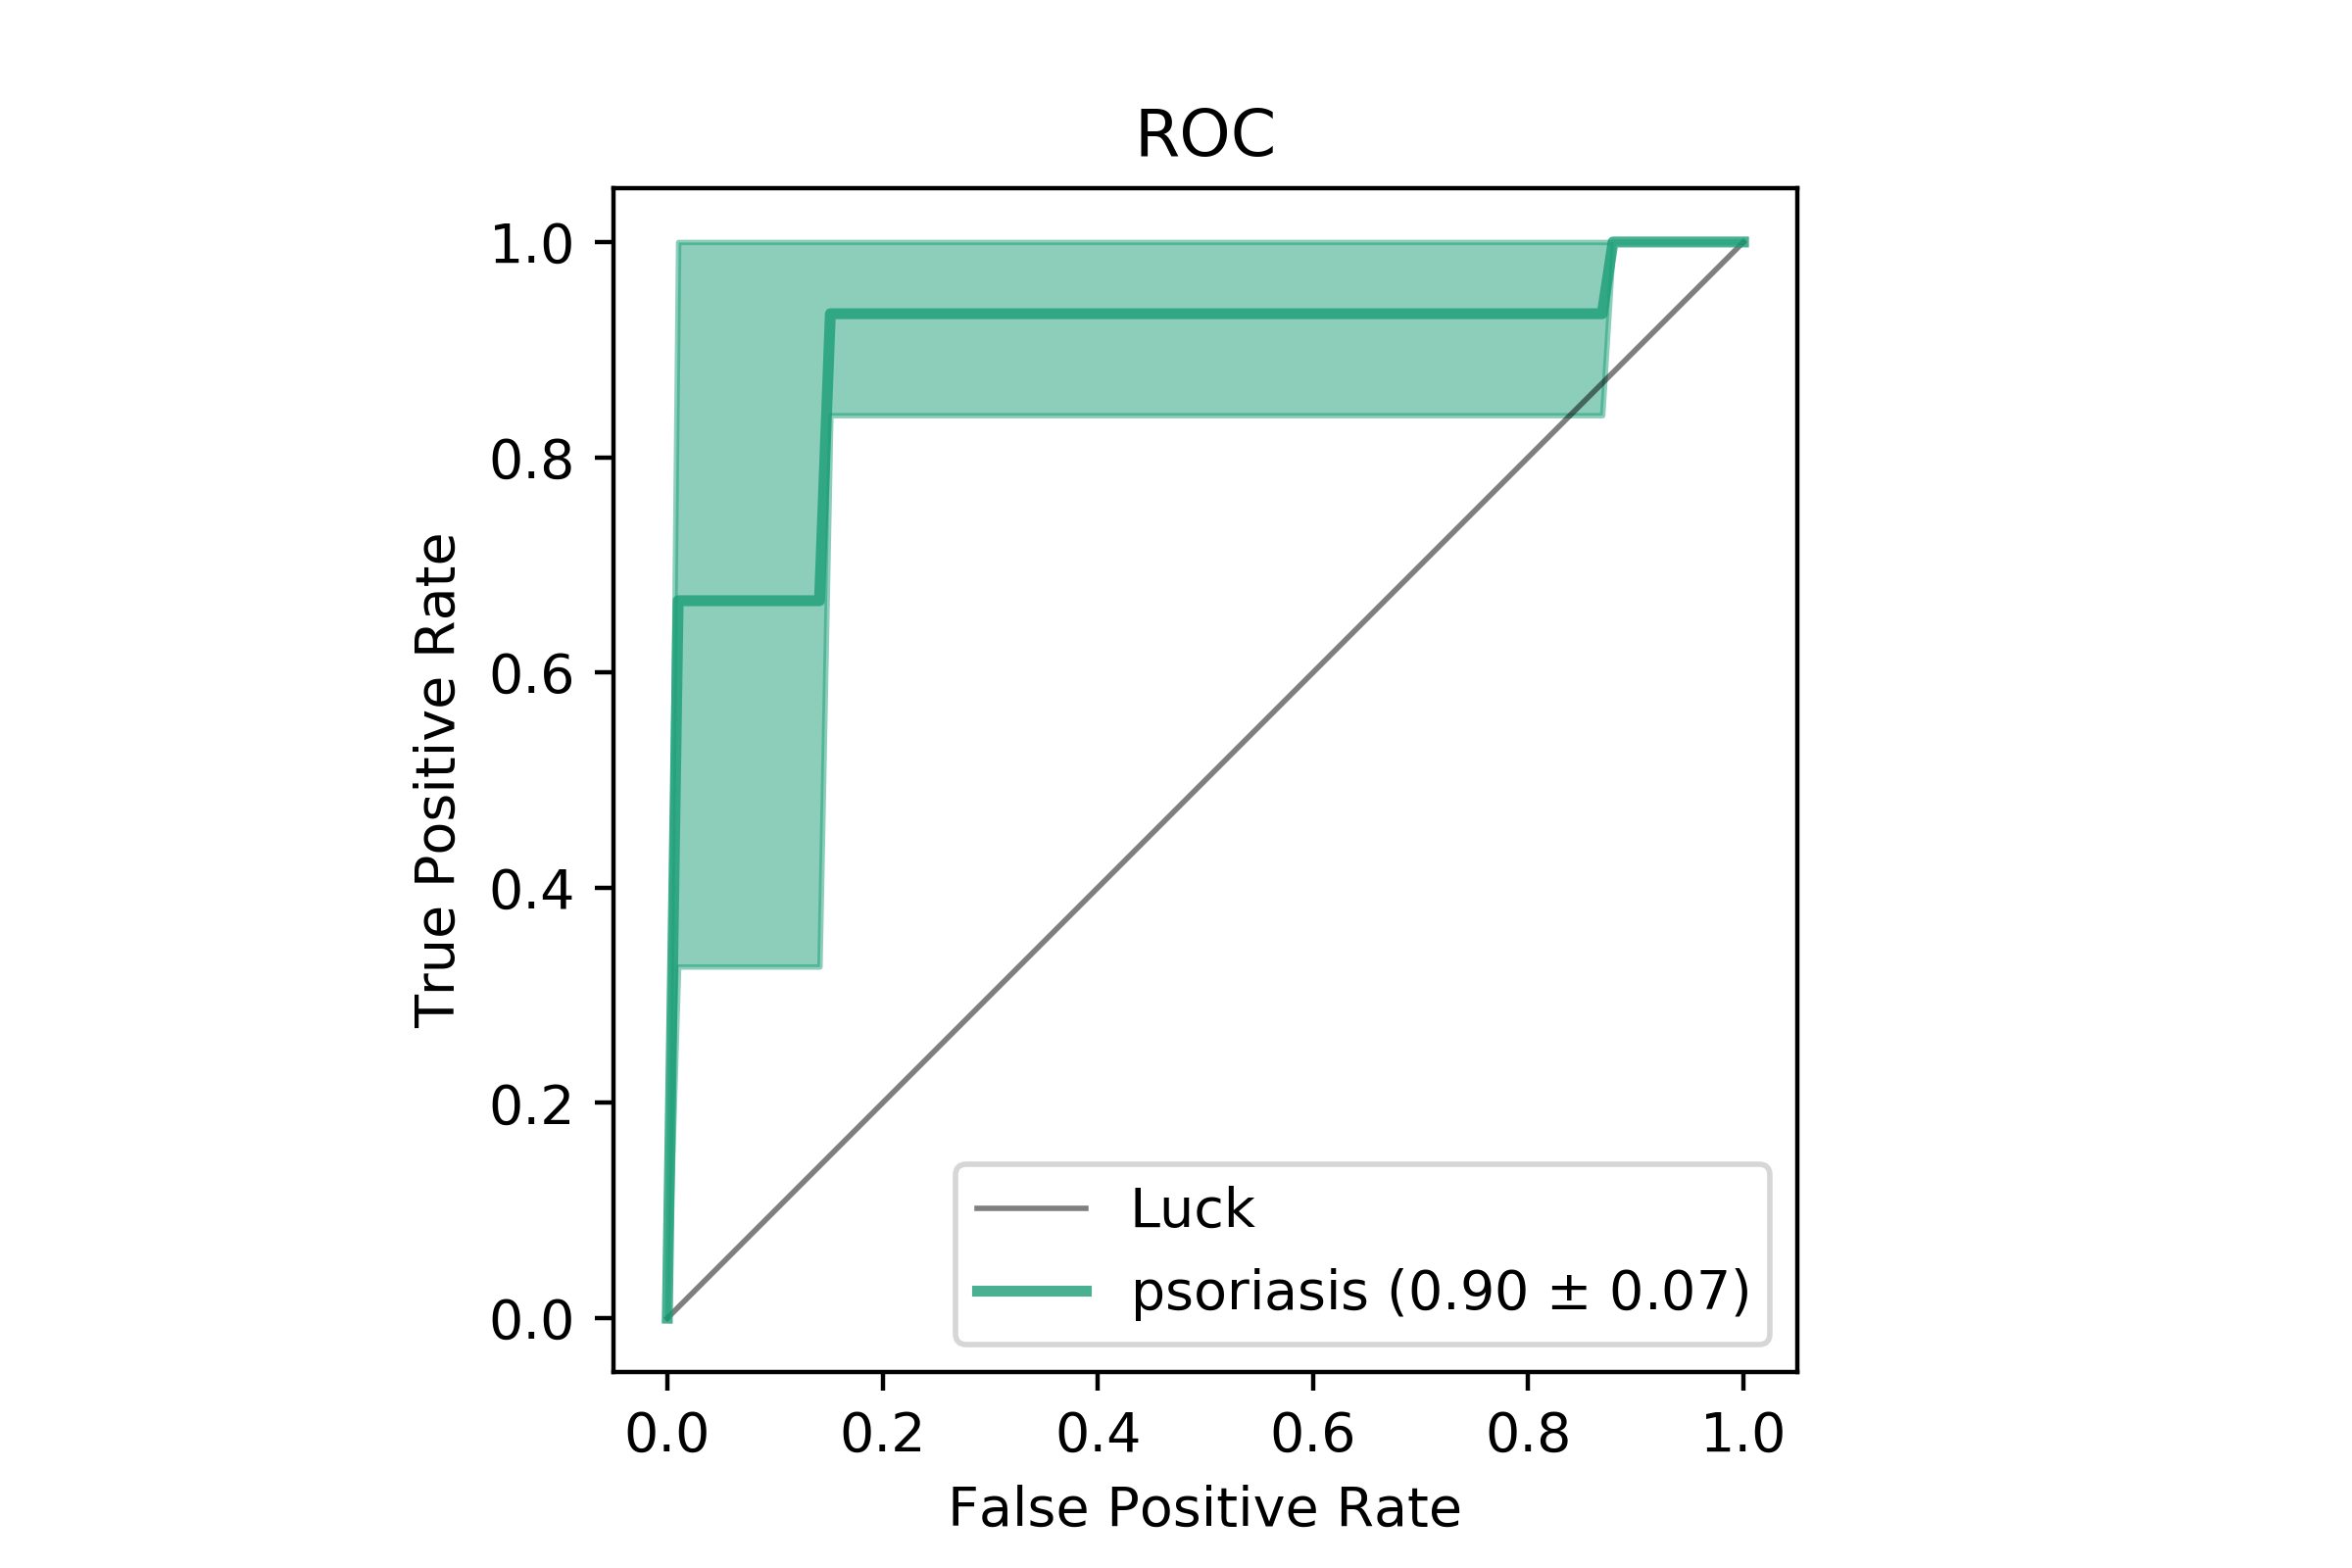 ROC
True Positive Rate
1.0
0.8
0.6
0.4
0.2
0.0
Luck
psoriasis (0.90 ± 0.07)
0.0 0.2 0.4 0.6 0.8 1.0
False Positive Rate